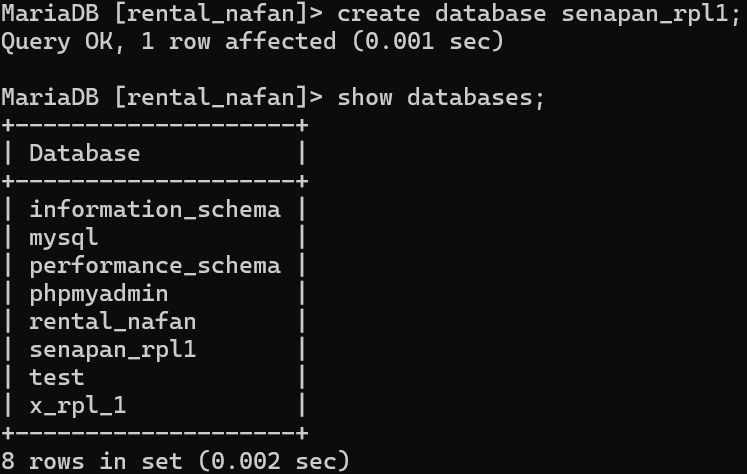 MariaDB [rental_nafan]> create database senapan_rpl1;
Query OK, 1 row affected (0.001 sec)

MariaDB [rental_nafan]> show databases;
+--------------------+
| Database           |
+--------------------+
| information_schema |
| mysql              |
| performance_schema |
| phpmyadmin         |
| rental_nafan       |
| senapan_rpl1       |
| test               |
| x_rpl_1            |
+--------------------+
8 rows in set (0.002 sec)